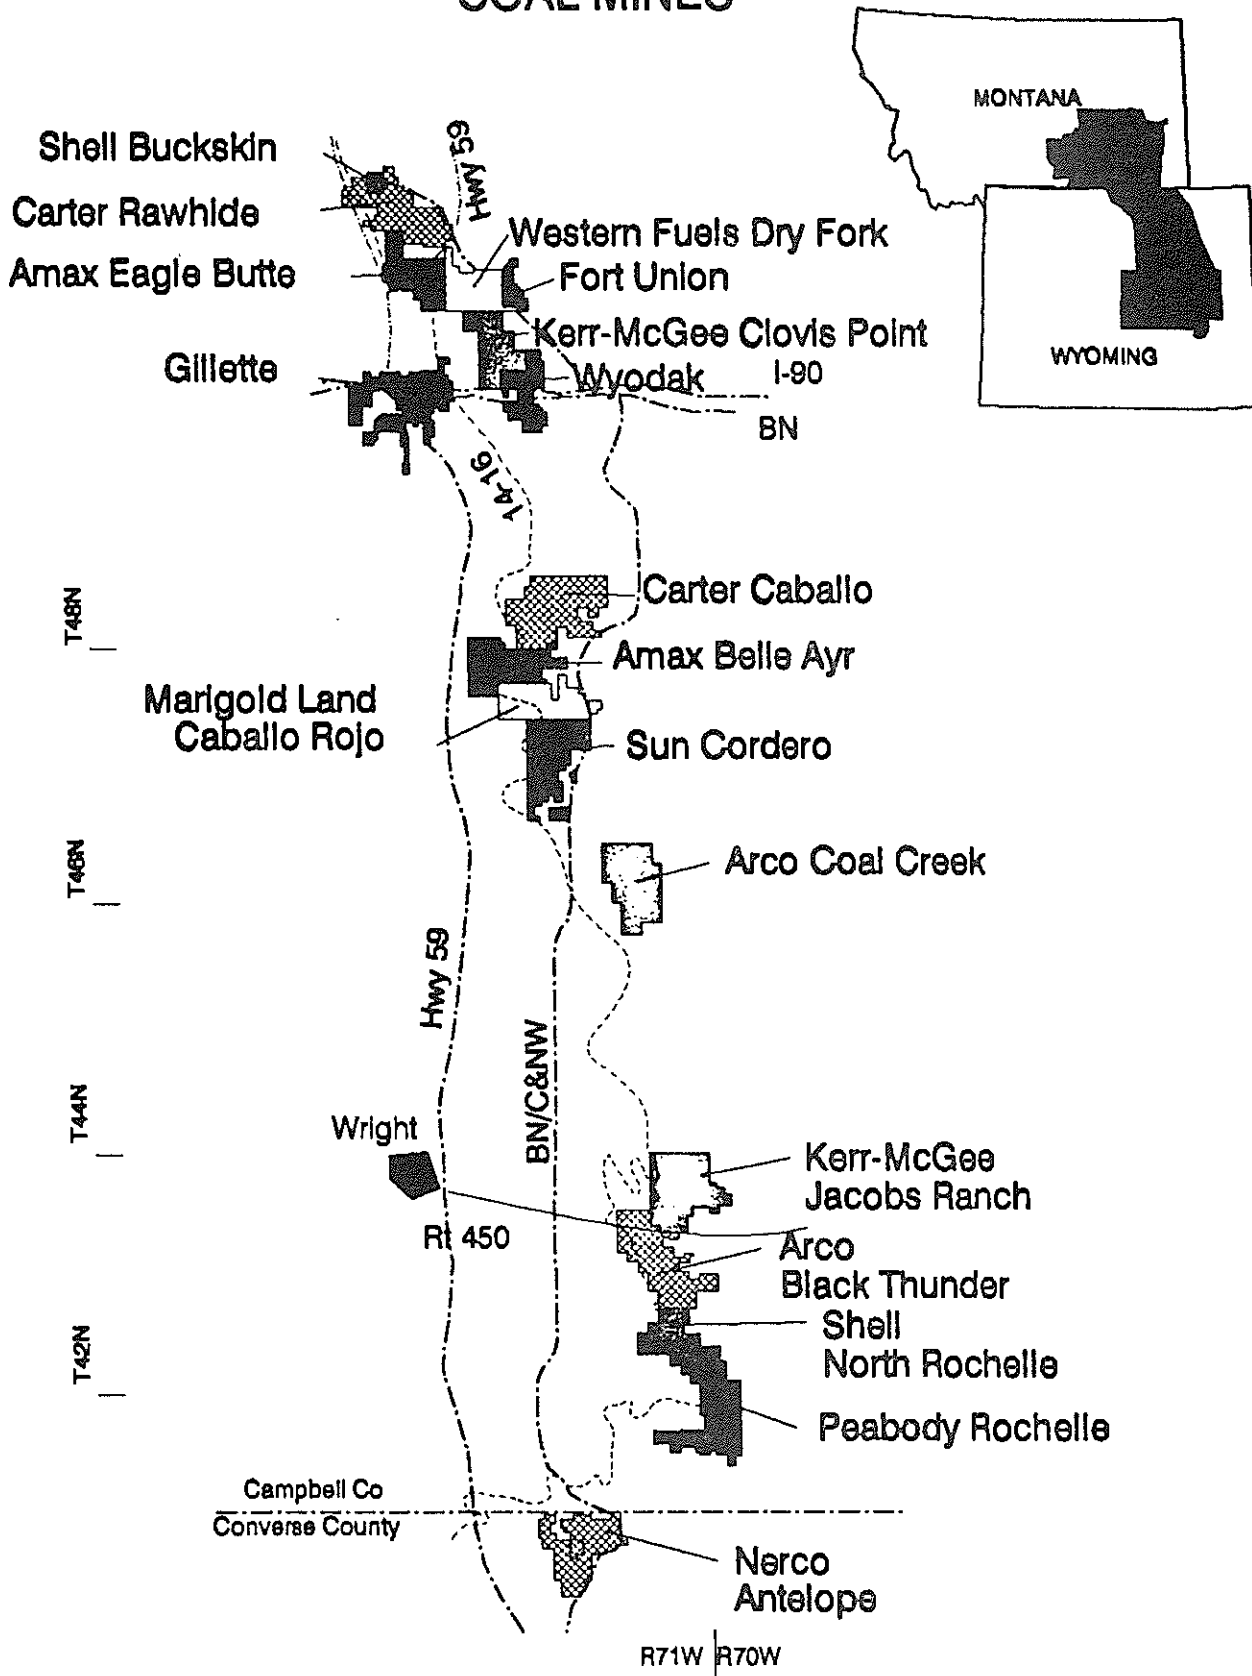 COAL MINES
MONTANA
WYOMING
Shell Buckskin
Carter Rawhide
Amax Eagle Butte
Gillette
Hwy 59
Western Fuels Dry Fork
Fort Union
Kerr-McGee Clovis Point
Wyodak
I-90
BN
14-16
Carter Caballo
T48N
Amax Belle Ayr
Marigold Land
Caballo Rojo
Sun Cordero
T46N
Arco Coal Creek
Hwy 59
BN/C&NW
T44N
Wright
Rt 450
Kerr-McGee
Jacobs Ranch
Arco
Black Thunder
Shell
North Rochelle
T42N
Peabody Rochelle
Campbell Co
Converse County
Nerco
Antelope
R71W R70W